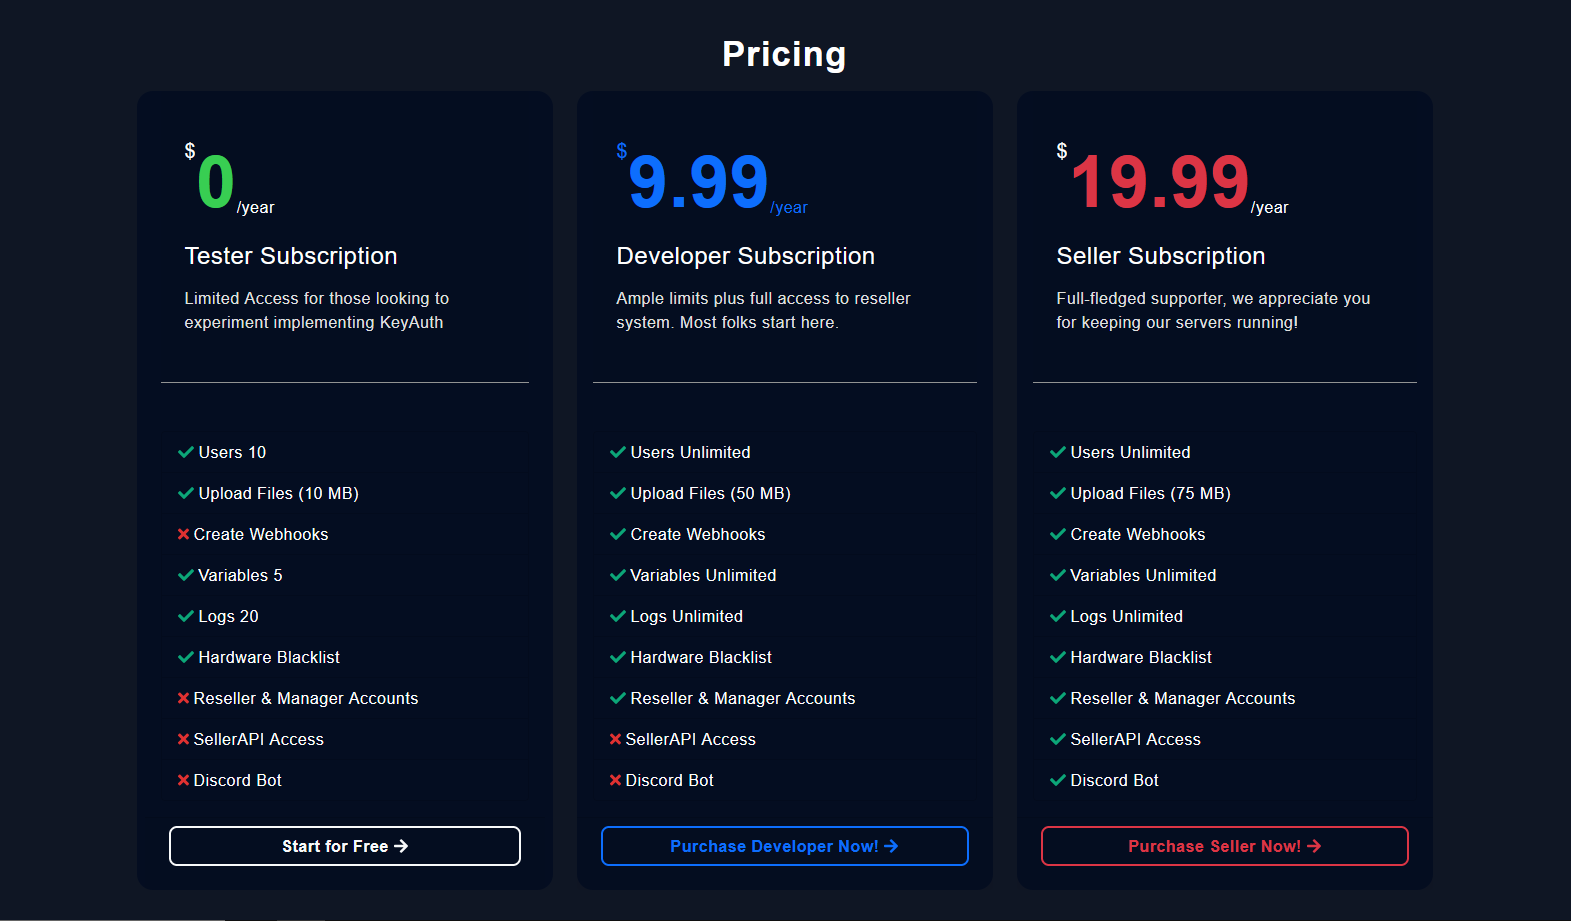 Pricing
$0/year
Tester Subscription
Limited Access for those looking to
experiment implementing KeyAuth
Users 10
Upload Files (10 MB)
Create Webhooks
Variables 5
Logs 20
Hardware Blacklist
Reseller & Manager Accounts
SellerAPI Access
Discord Bot
Start for Free
$9.99/year
Developer Subscription
Ample limits plus full access to reseller
system. Most folks start here.
Users Unlimited
Upload Files (50 MB)
Create Webhooks
Variables Unlimited
Logs Unlimited
Hardware Blacklist
Reseller & Manager Accounts
SellerAPI Access
Discord Bot
Purchase Developer Now!
$19.99/year
Seller Subscription
Full-fledged supporter, we appreciate you
for keeping our servers running!
Users Unlimited
Upload Files (75 MB)
Create Webhooks
Variables Unlimited
Logs Unlimited
Hardware Blacklist
Reseller & Manager Accounts
SellerAPI Access
Discord Bot
Purchase Seller Now!